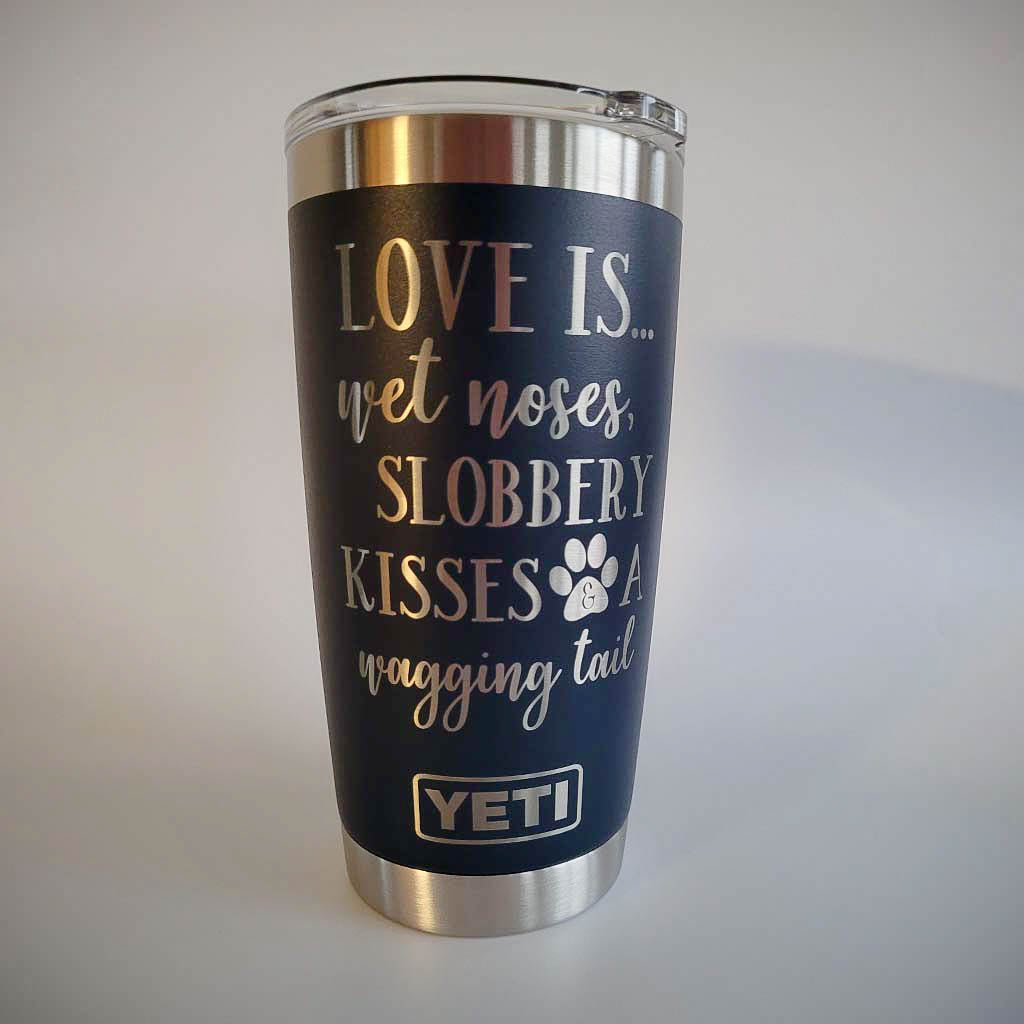 LOVE IS...
wet noses,
SLOBBERY
KISSES & A
wagging tail
YETI